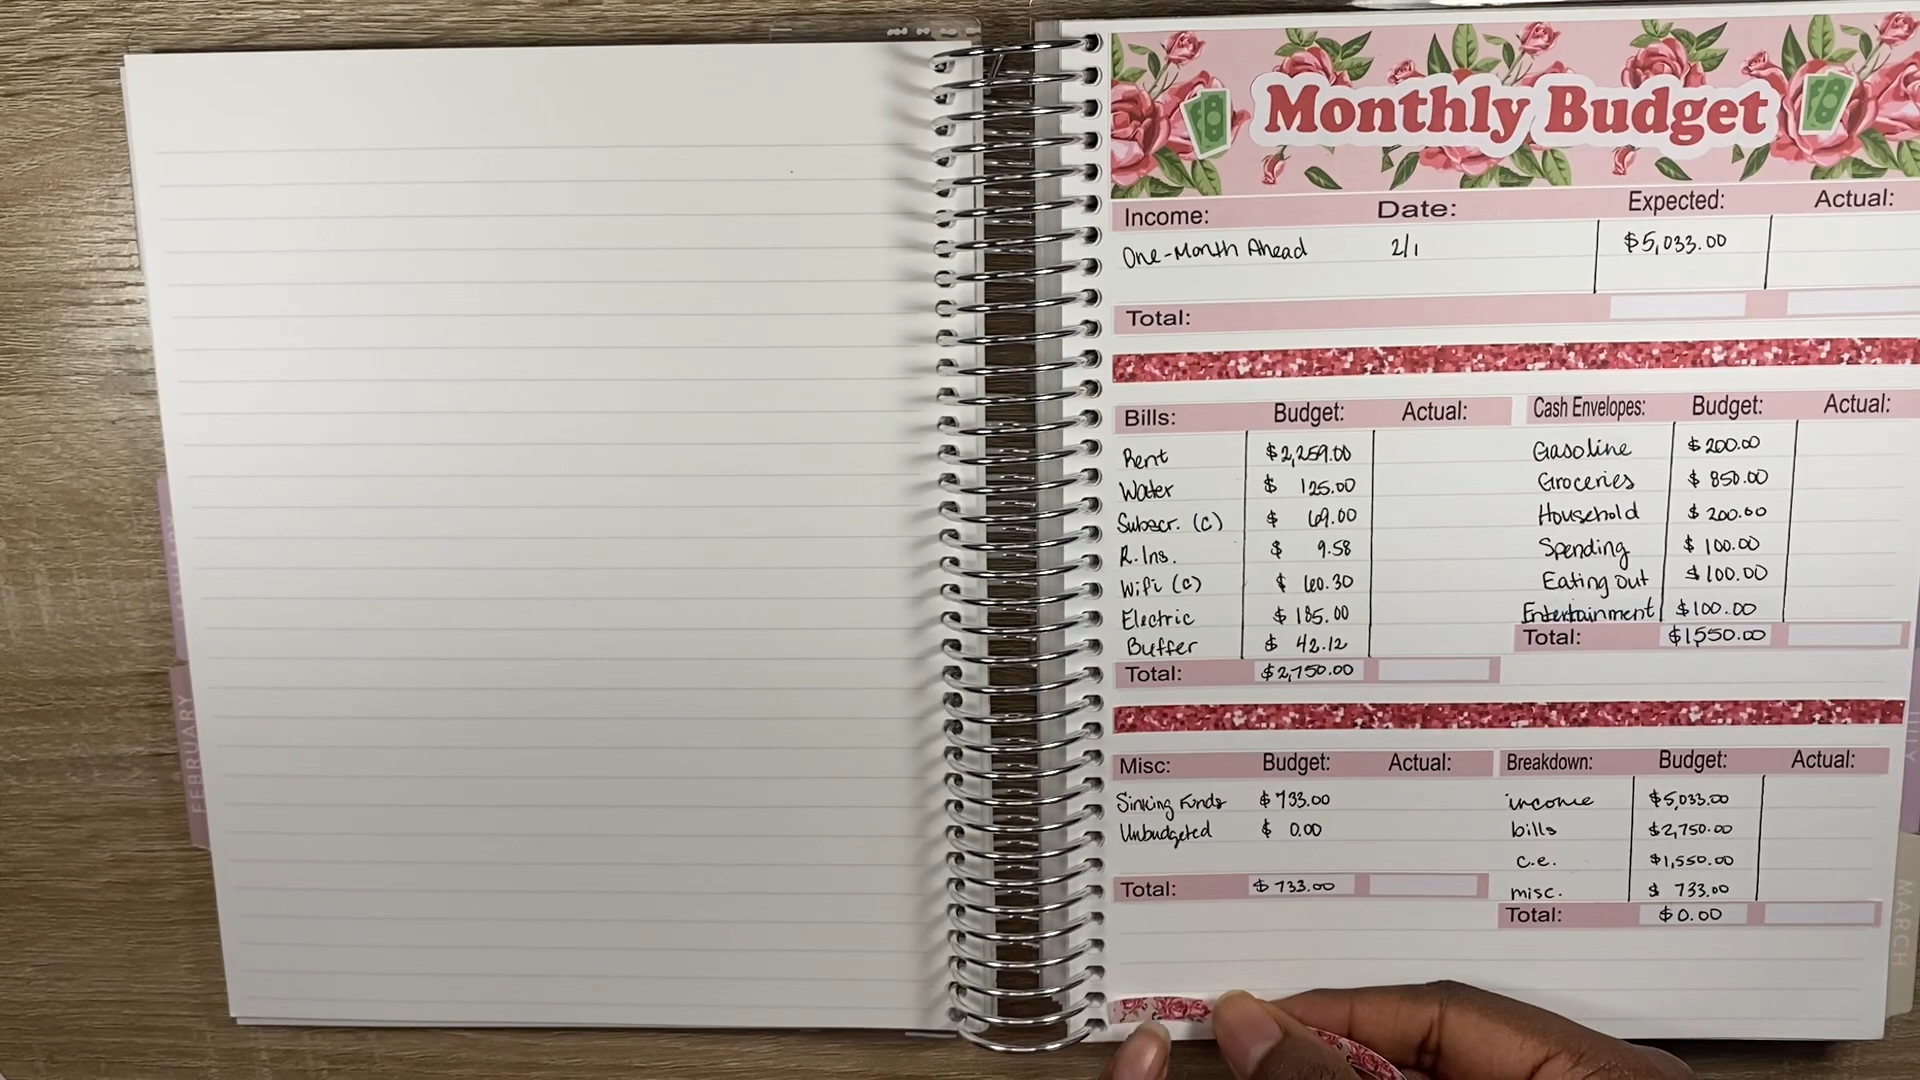 Monthly Budget
Income: Date: Expected: Actual:
One-Month Ahead 2/1 $5,033.00
Total:
Bills: Budget: Actual:
Rent $2,259.00
Water $ 125.00
Subscr. (C) $ 69.00
R. Ins. $ 9.58
Wifi (C) $ 60.30
Electric $ 185.00
Buffer $ 42.12
Total: $2,750.00
Cash Envelopes: Budget: Actual:
Gasoline $ 200.00
Groceries $ 850.00
Household $ 200.00
Spending $ 100.00
Eating Out $ 100.00
Entertainment $100.00
Total: $1,550.00
Misc: Budget: Actual:
Sinking Funds $ 733.00
Unbudgeted $ 0.00
Total: $ 733.00
Breakdown: Budget: Actual:
income $5,033.00
bills $2,750.00
c.e. $1,550.00
misc. $ 733.00
Total: $0.00
JANUARY
FEBRUARY
MARCH